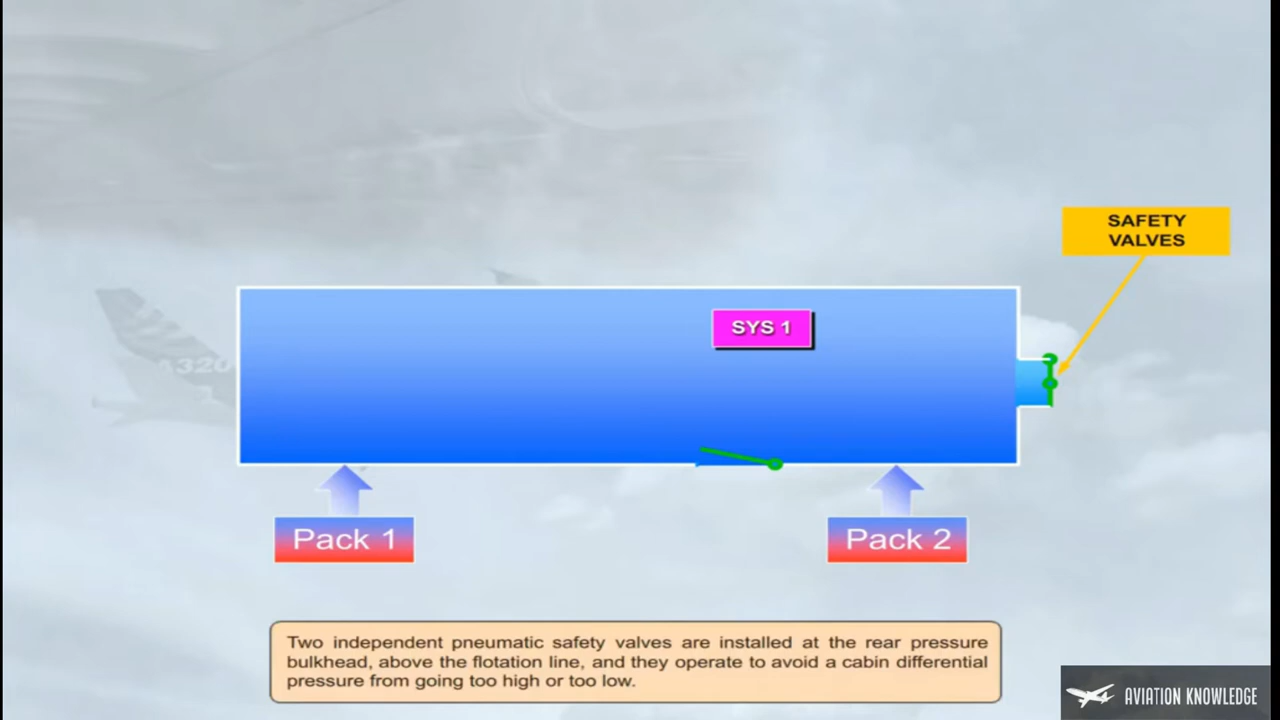 SAFETY
VALVES
SYS 1
A320
Pack 1
Pack 2
Two independent pneumatic safety valves are installed at the rear pressure
bulkhead, above the flotation line, and they operate to avoid a cabin differential
pressure from going too high or too low.
AVIATION KNOWLEDGE